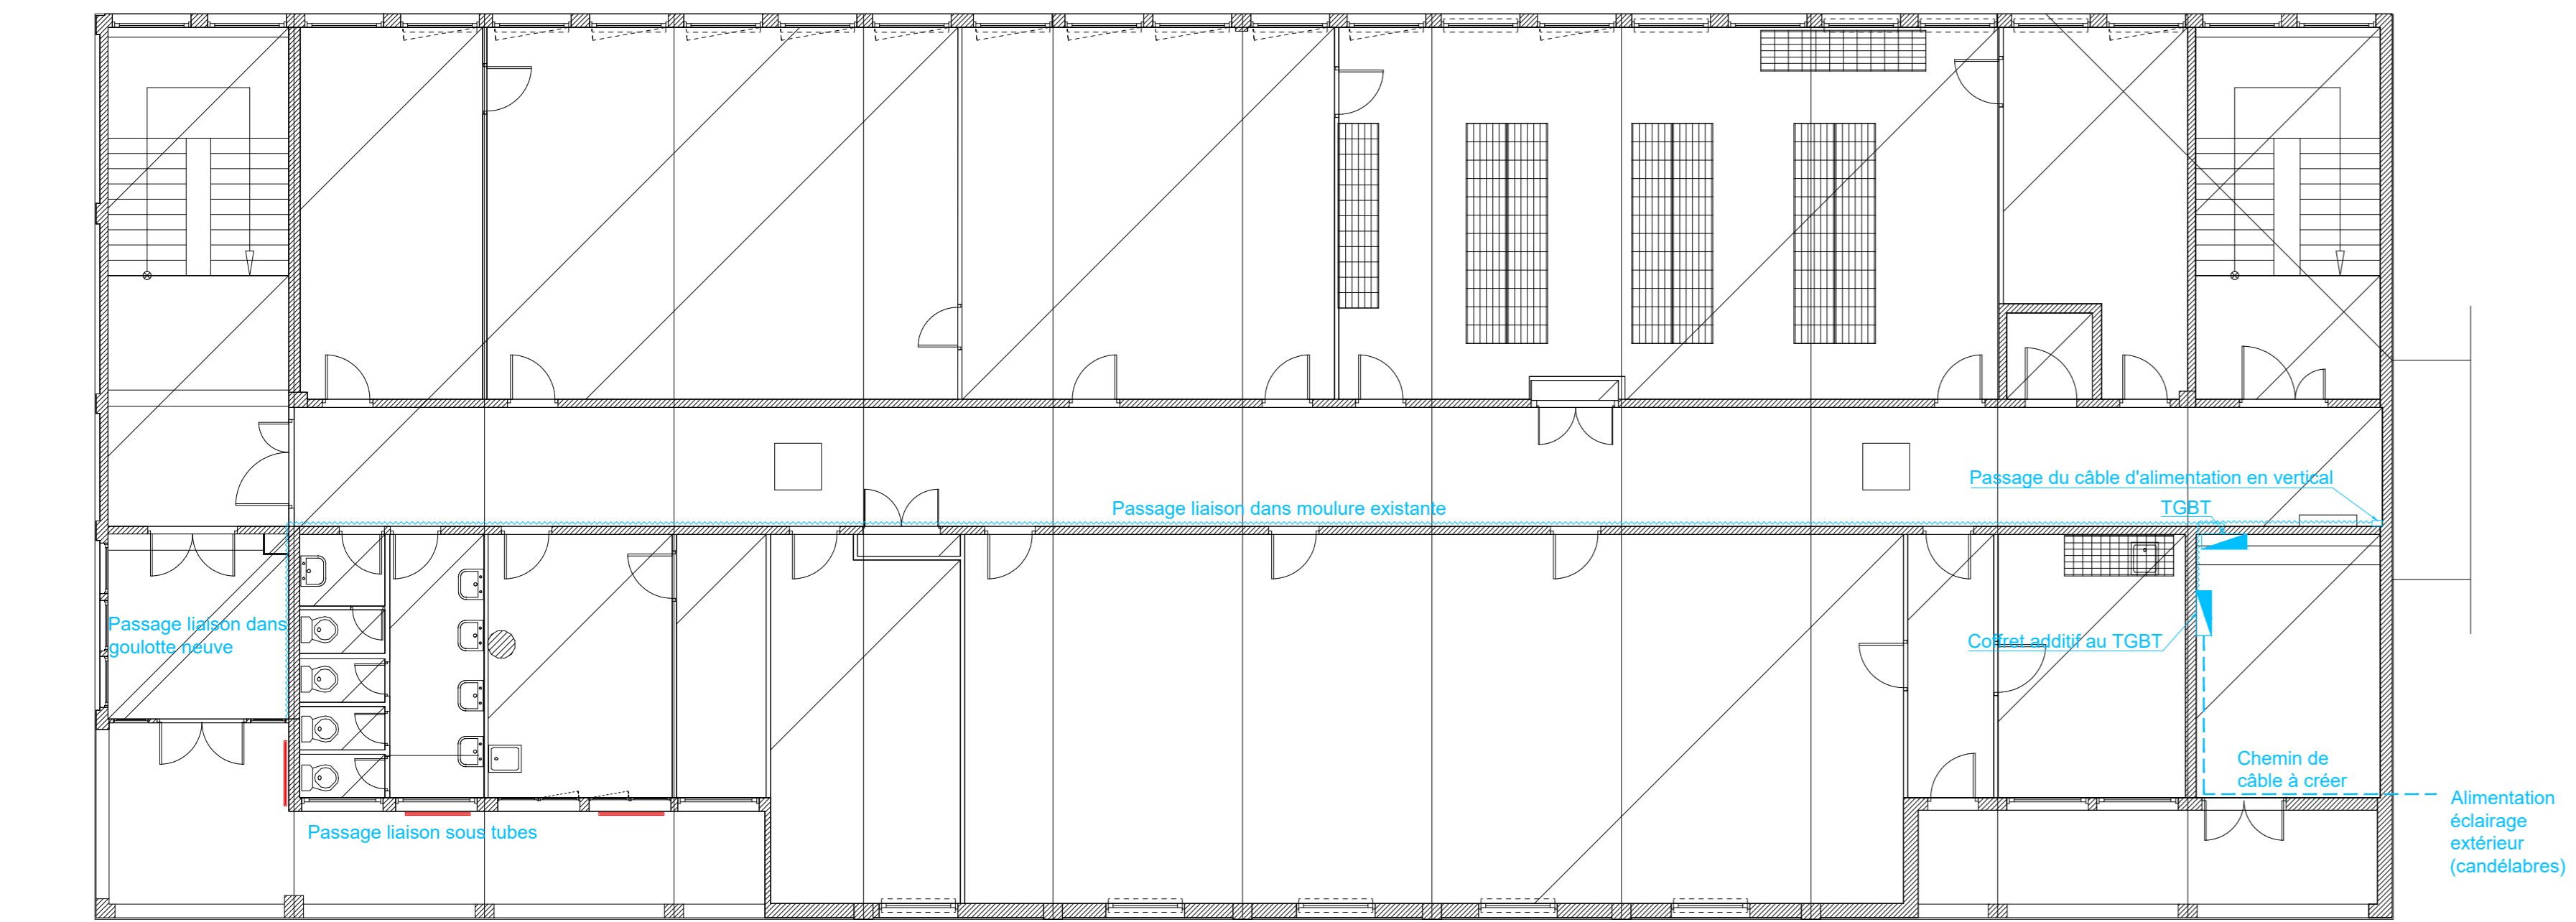 Passage du câble d'alimentation en vertical
TGBT
Passage liaison dans moulure existante
Passage liaison dans
goulotte neuve
Coffret additif au TGBT
Chemin de
câble à créer
Alimentation
éclairage
extérieur
(candélabres)
Passage liaison sous tubes